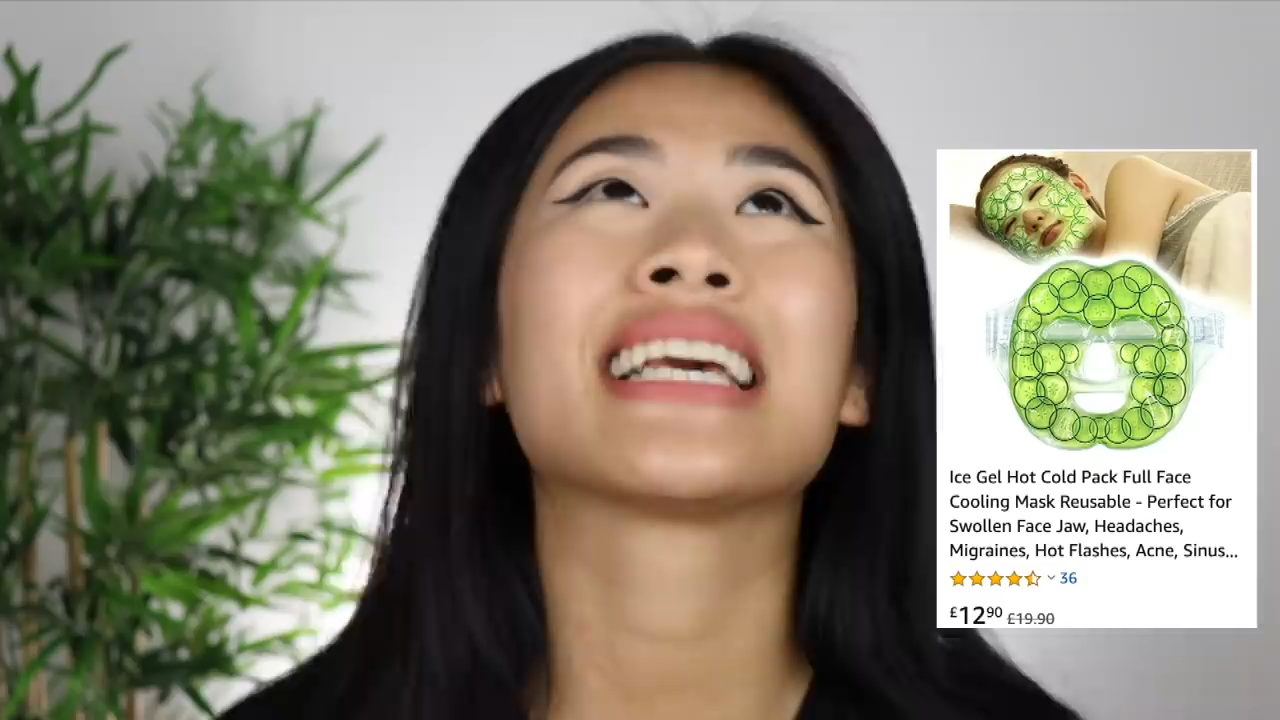 Ice Gel Hot Cold Pack Full Face
Cooling Mask Reusable - Perfect for
Swollen Face Jaw, Headaches,
Migraines, Hot Flashes, Acne, Sinus...
36
£1290 £19.90